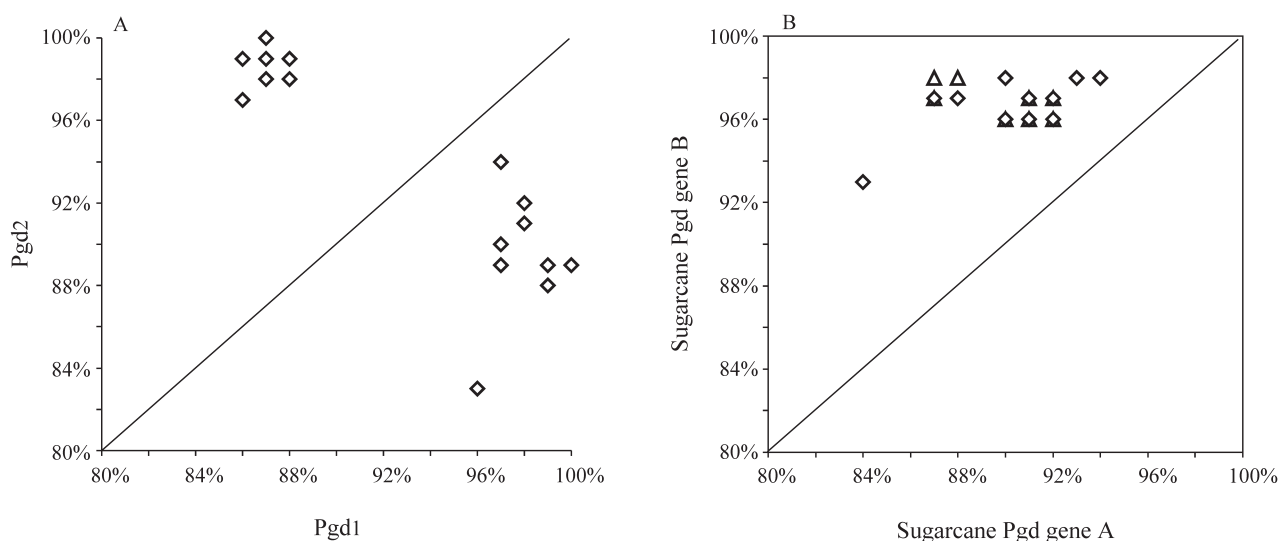 A
100%
96%
92%
88%
84%
80%
Pgd2
80% 84% 88% 92% 96% 100%
Pgd1
B
100%
96%
92%
88%
84%
80%
Sugarcane Pgd gene B
80% 84% 88% 92% 96% 100%
Sugarcane Pgd gene A